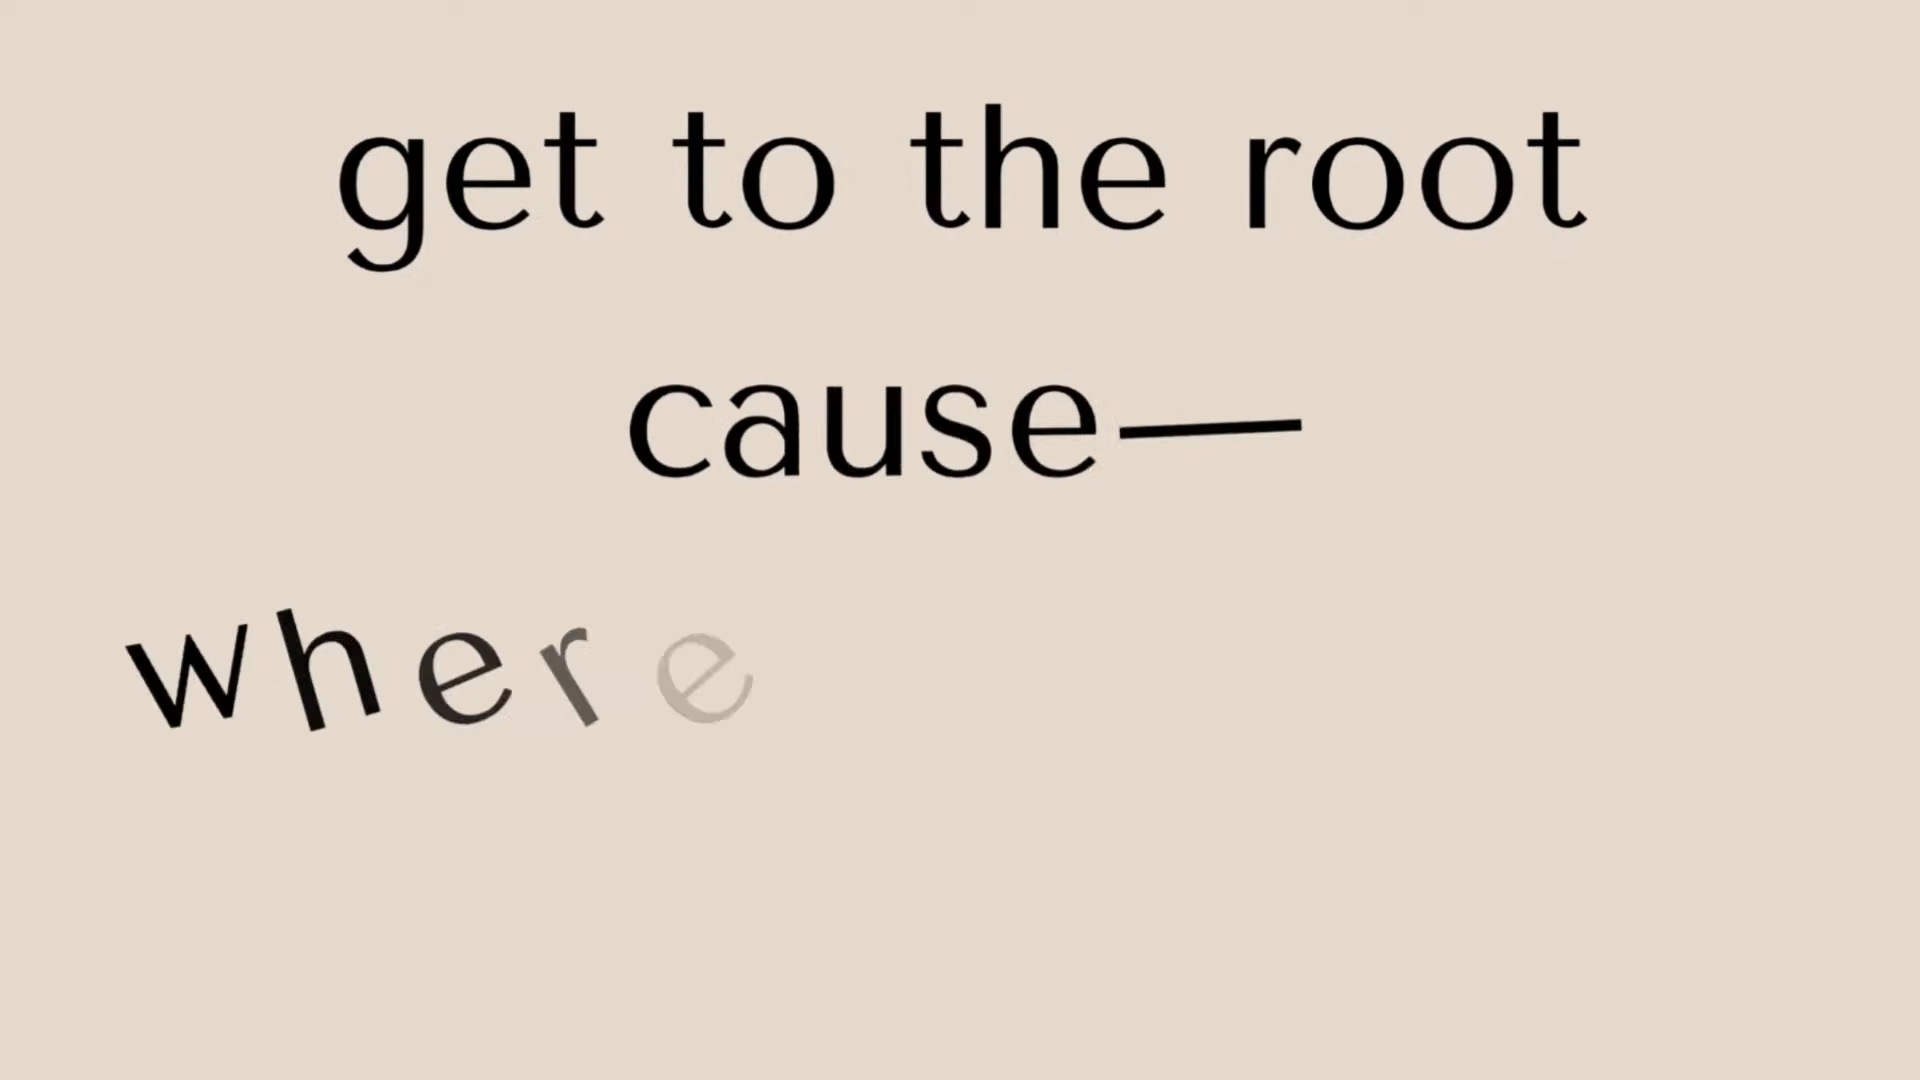 get to the root
cause—
where